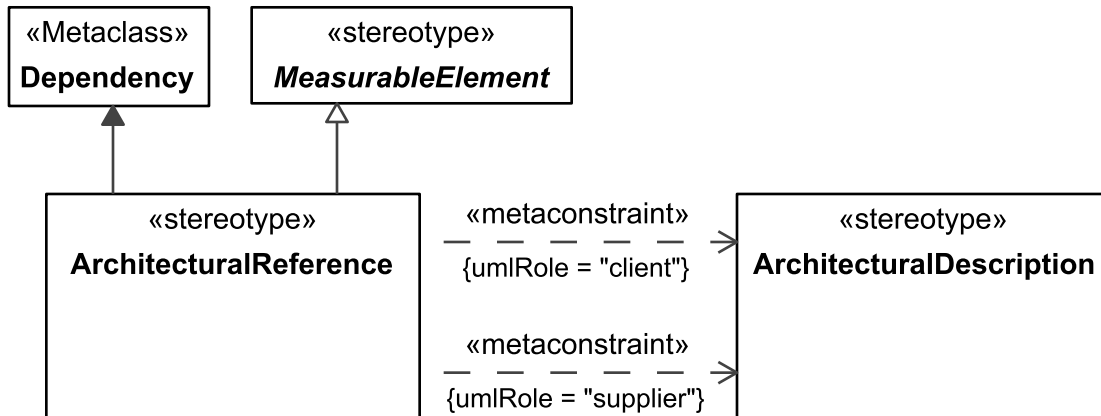 «Metaclass»
Dependency
«stereotype»
MeasurableElement
«stereotype»
ArchitecturalReference
«metaconstraint»
{umlRole = "client"}
«metaconstraint»
{umlRole = "supplier"}
«stereotype»
ArchitecturalDescription